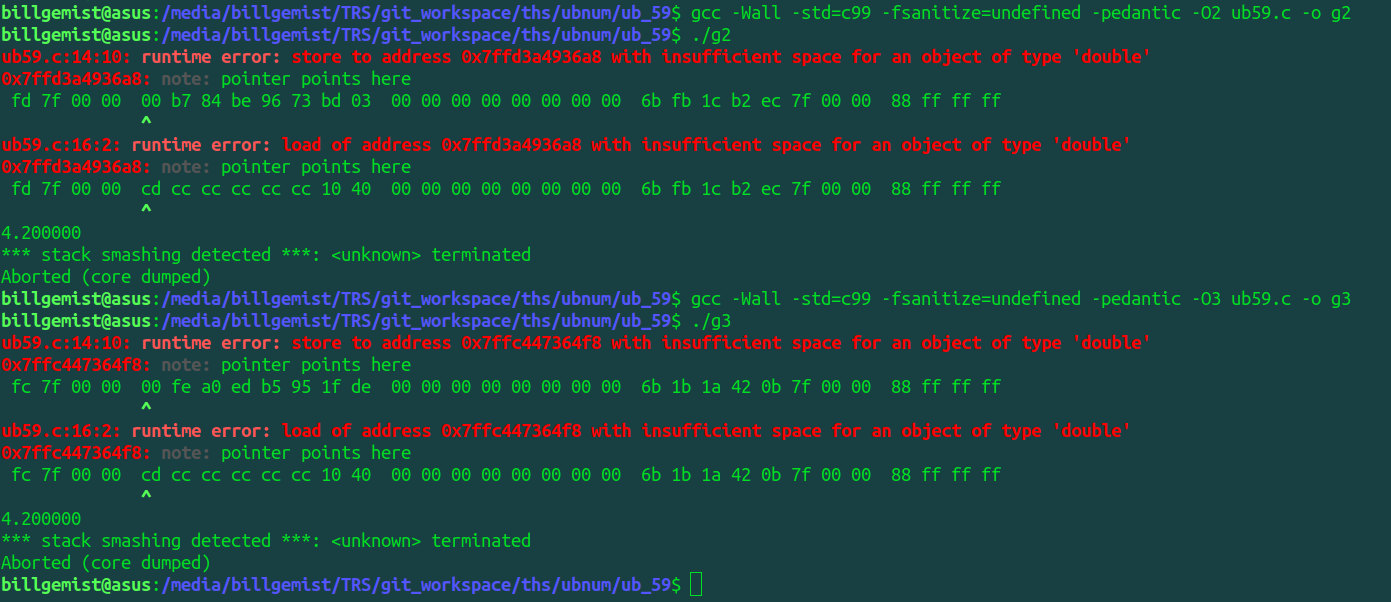 billgemist@asus:/media/billgemist/TRS/git_workspace/ths/ubnum/ub_59$ gcc -Wall -std=c99 -fsanitize=undefined -pedantic -O2 ub59.c -o g2
billgemist@asus:/media/billgemist/TRS/git_workspace/ths/ubnum/ub_59$ ./g2
ub59.c:14:10: runtime error: store to address 0x7ffd3a4936a8 with insufficient space for an object of type 'double'
0x7ffd3a4936a8: note: pointer points here
 fd 7f 00 00  00 b7 84 be 96 73 bd 03  00 00 00 00 00 00 00 00  6b fb 1c b2 ec 7f 00 00  88 ff ff ff
              ^
ub59.c:16:2: runtime error: load of address 0x7ffd3a4936a8 with insufficient space for an object of type 'double'
0x7ffd3a4936a8: note: pointer points here
 fd 7f 00 00  cd cc cc cc cc cc 10 40  00 00 00 00 00 00 00 00  6b fb 1c b2 ec 7f 00 00  88 ff ff ff
              ^
4.200000
*** stack smashing detected ***: <unknown> terminated
Aborted (core dumped)
billgemist@asus:/media/billgemist/TRS/git_workspace/ths/ubnum/ub_59$ gcc -Wall -std=c99 -fsanitize=undefined -pedantic -O3 ub59.c -o g3
billgemist@asus:/media/billgemist/TRS/git_workspace/ths/ubnum/ub_59$ ./g3
ub59.c:14:10: runtime error: store to address 0x7ffc447364f8 with insufficient space for an object of type 'double'
0x7ffc447364f8: note: pointer points here
 fc 7f 00 00  00 fe a0 ed b5 95 1f de  00 00 00 00 00 00 00 00  6b 1b 1a 42 0b 7f 00 00  88 ff ff ff
              ^
ub59.c:16:2: runtime error: load of address 0x7ffc447364f8 with insufficient space for an object of type 'double'
0x7ffc447364f8: note: pointer points here
 fc 7f 00 00  cd cc cc cc cc cc 10 40  00 00 00 00 00 00 00 00  6b 1b 1a 42 0b 7f 00 00  88 ff ff ff
              ^
4.200000
*** stack smashing detected ***: <unknown> terminated
Aborted (core dumped)
billgemist@asus:/media/billgemist/TRS/git_workspace/ths/ubnum/ub_59$